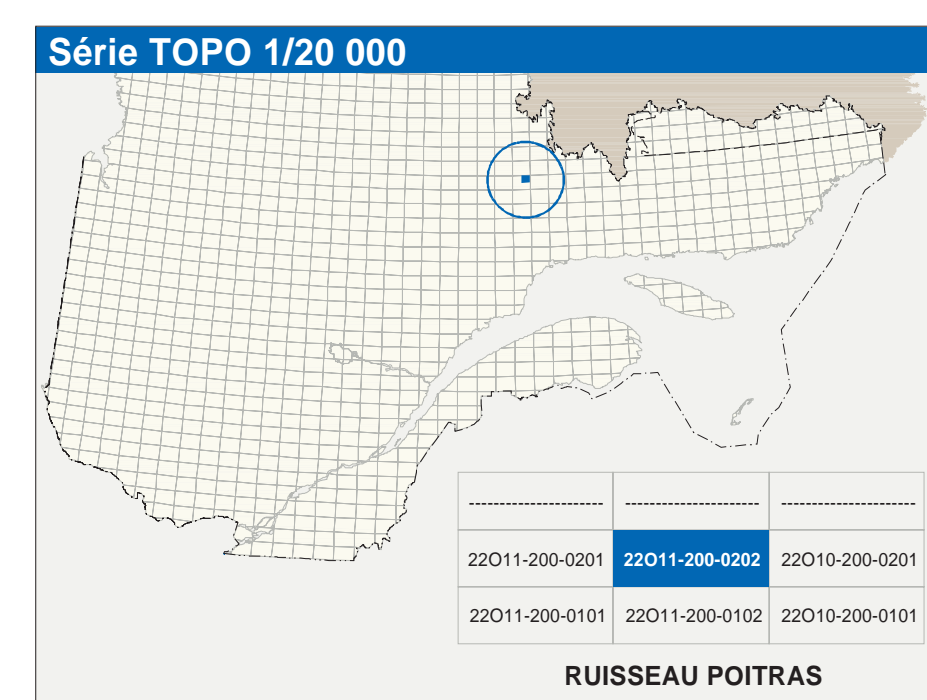 Série TOPO 1/20 000
-------------------- -------------------- --------------------
22O11-200-0201 22O11-200-0202 22O10-200-0201
22O11-200-0101 22O11-200-0102 22O10-200-0101
RUISSEAU POITRAS